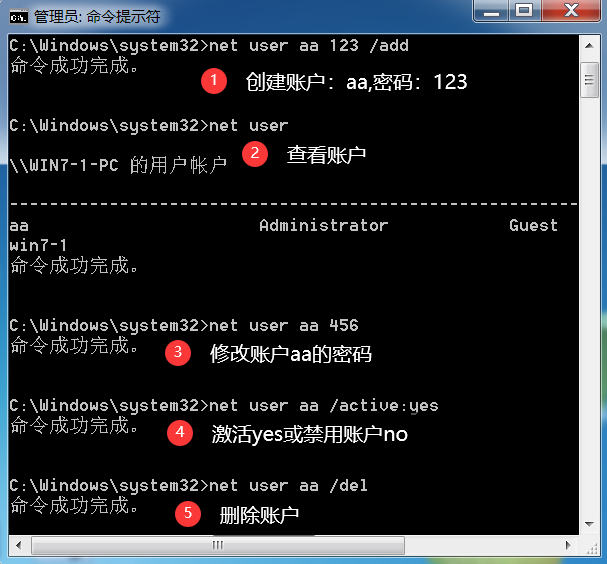 管理员: 命令提示符
C:\Windows\system32>net user aa 123 /add
命令成功完成。
1 创建账户：aa,密码：123
C:\Windows\system32>net user
2 查看账户
\\WIN7-1-PC 的用户帐户
-------------------------------------------------------------------------------
aa Administrator Guest
win7-1
命令成功完成。
C:\Windows\system32>net user aa 456
命令成功完成。
3 修改账户aa的密码
C:\Windows\system32>net user aa /active:yes
命令成功完成。
4 激活yes或禁用账户no
C:\Windows\system32>net user aa /del
命令成功完成。
5 删除账户